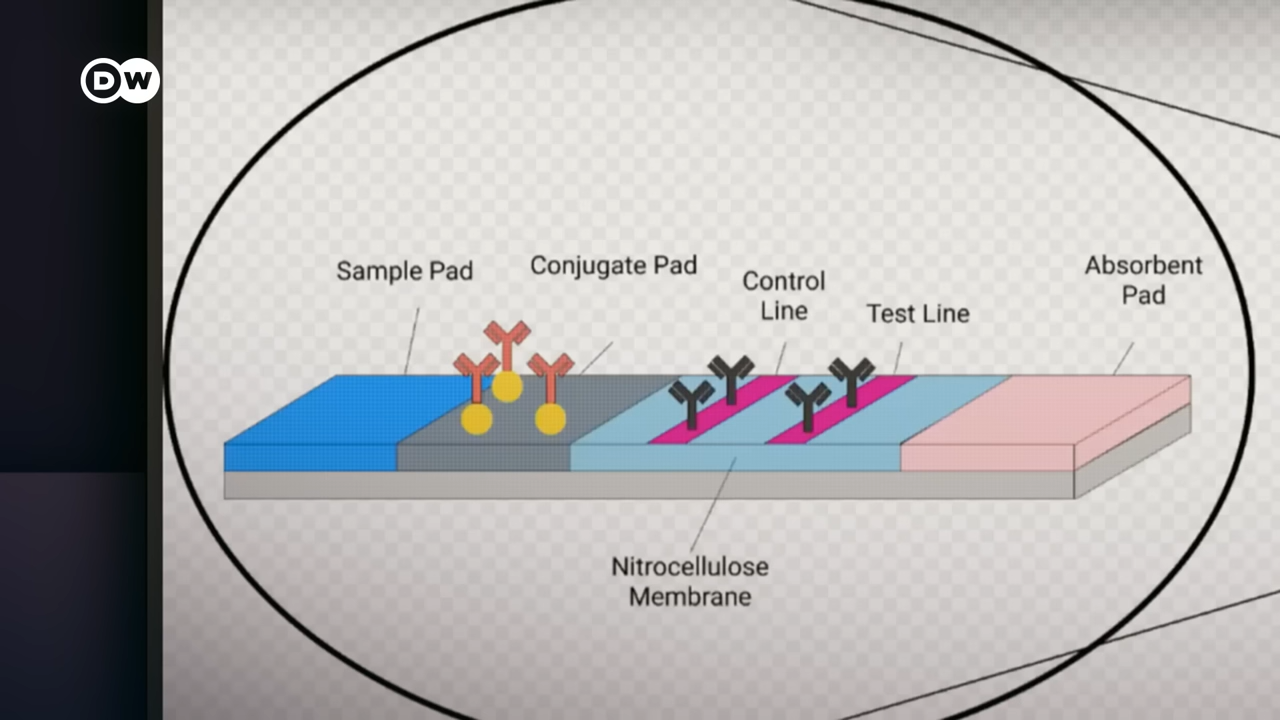 DW
Sample Pad
Conjugate Pad
Control
Line
Test Line
Absorbent
Pad
Nitrocellulose
Membrane